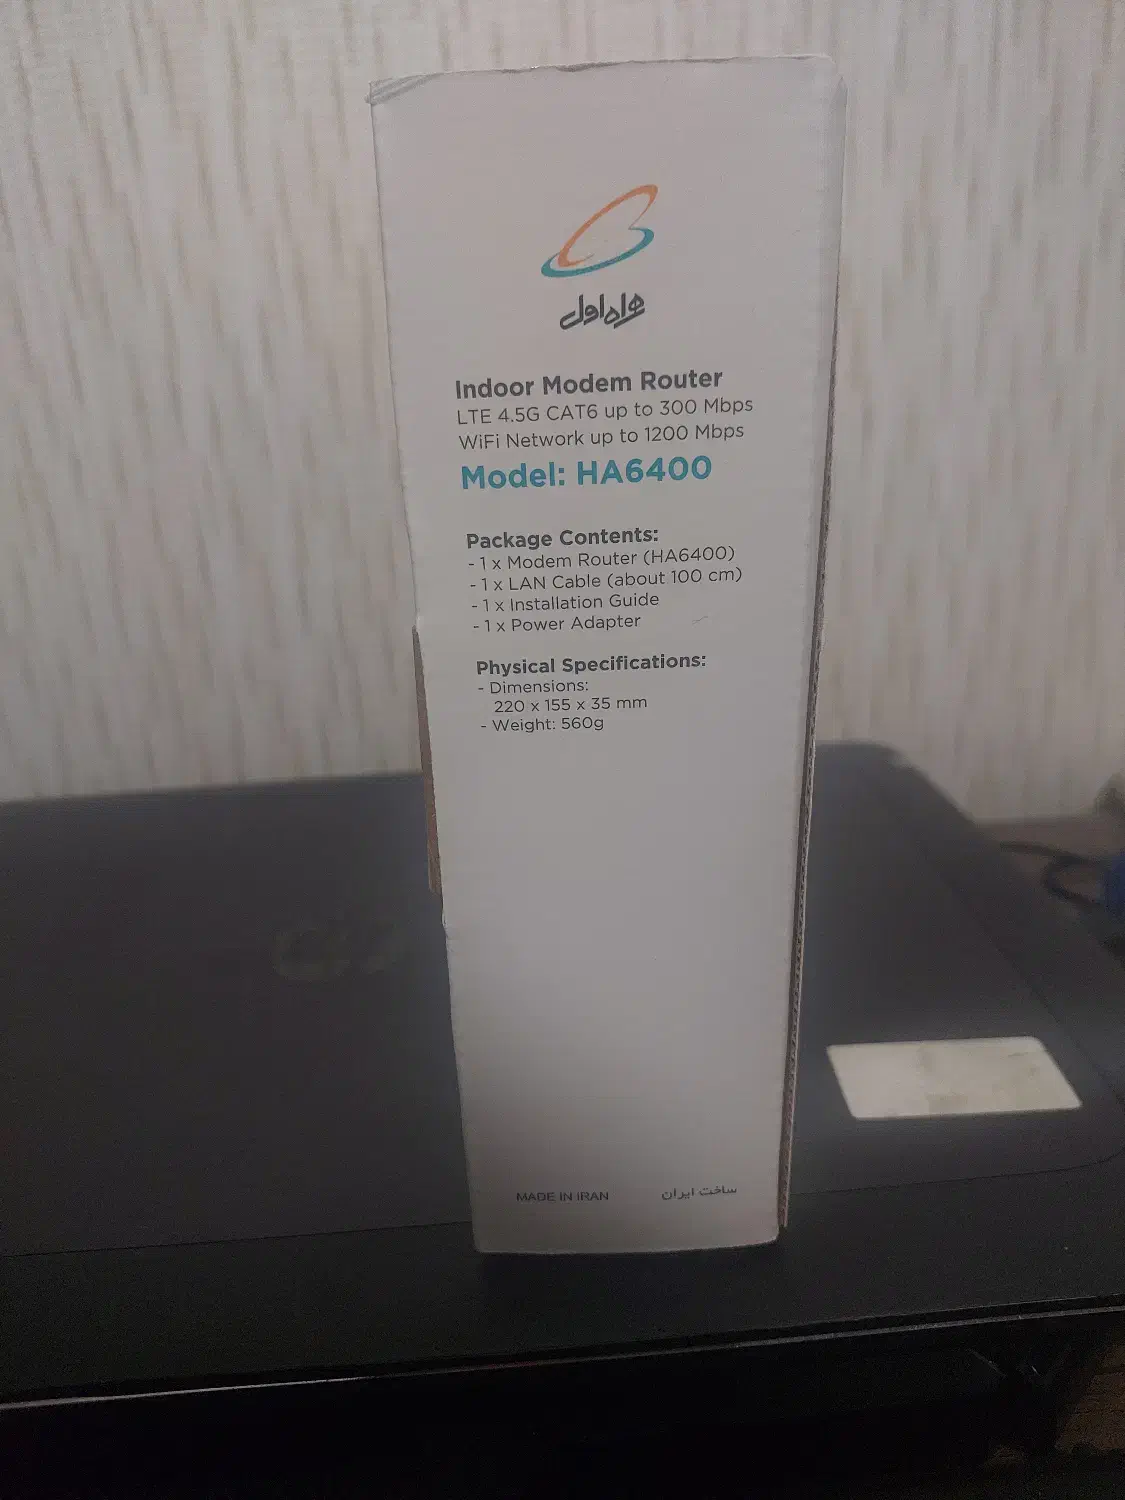 همراه اول
Indoor Modem Router
LTE 4.5G CAT6 up to 300 Mbps
WiFi Network up to 1200 Mbps
Model: HA6400
Package Contents:
- 1 x Modem Router (HA6400)
- 1 x LAN Cable (about 100 cm)
- 1 x Installation Guide
- 1 x Power Adapter
Physical Specifications:
- Dimensions:
220 x 155 x 35 mm
- Weight: 560g
MADE IN IRAN
ساخت ایران